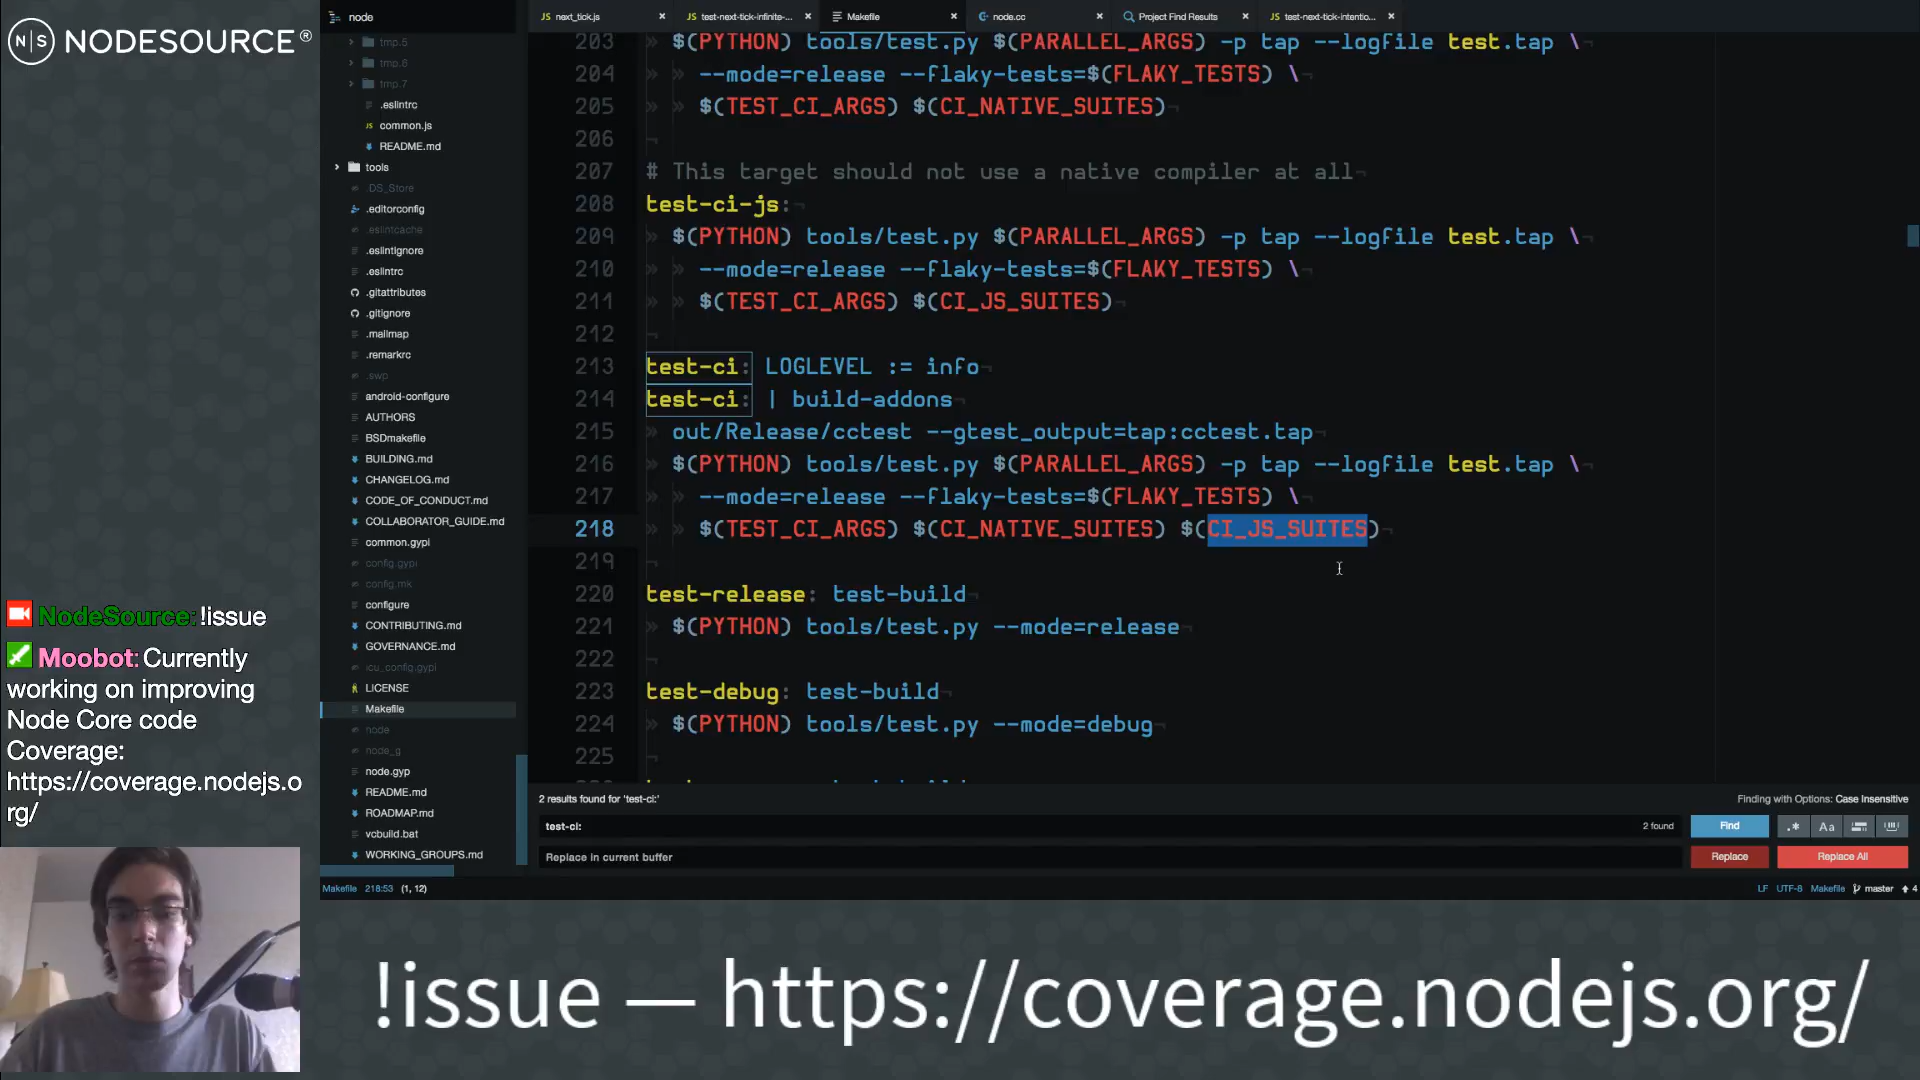 N|S NODESOURCE®
node
next_tick.js
test-next-tick-infinite-...
Makefile
node.cc
Project Find Results
test-next-tick-intentio...
tmp.5
tmp.6
tmp.7
.eslintrc
common.js
README.md
tools
.DS_Store
.editorconfig
.eslintcache
.eslintignore
.eslintrc
.gitattributes
.gitignore
.mailmap
.remarkrc
.swp
android-configure
AUTHORS
BSDmakefile
BUILDING.md
CHANGELOG.md
CODE_OF_CONDUCT.md
COLLABORATOR_GUIDE.md
common.gypi
config.gypi
config.mk
configure
CONTRIBUTING.md
GOVERNANCE.md
icu_config.gypi
LICENSE
Makefile
node
node_g
node.gyp
README.md
ROADMAP.md
vcbuild.bat
WORKING_GROUPS.md
203 $(PYTHON) tools/test.py $(PARALLEL_ARGS) -p tap --logfile test.tap \
204 --mode=release --flaky-tests=$(FLAKY_TESTS) \
205 $(TEST_CI_ARGS) $(CI_NATIVE_SUITES)
206
207 # This target should not use a native compiler at all
208 test-ci-js:
209 $(PYTHON) tools/test.py $(PARALLEL_ARGS) -p tap --logfile test.tap \
210 --mode=release --flaky-tests=$(FLAKY_TESTS) \
211 $(TEST_CI_ARGS) $(CI_JS_SUITES)
212
213 test-ci: LOGLEVEL := info
214 test-ci: | build-addons
215 out/Release/cctest --gtest_output=tap:cctest.tap
216 $(PYTHON) tools/test.py $(PARALLEL_ARGS) -p tap --logfile test.tap \
217 --mode=release --flaky-tests=$(FLAKY_TESTS) \
218 $(TEST_CI_ARGS) $(CI_NATIVE_SUITES) $(CI_JS_SUITES)
219
220 test-release: test-build
221 $(PYTHON) tools/test.py --mode=release
222
223 test-debug: test-build
224 $(PYTHON) tools/test.py --mode=debug
225
2 results found for 'test-ci:'
Finding with Options: Case Insensitive
test-ci:
2 found
Find
.*
Aa
Replace in current buffer
Replace
Replace All
Makefile 218:53 (1, 12)
LF UTF-8 Makefile master 4
NodeSource: !issue
Moobot: Currently
working on improving
Node Core code
Coverage:
https://coverage.nodejs.o
rg/
!issue — https://coverage.nodejs.org/